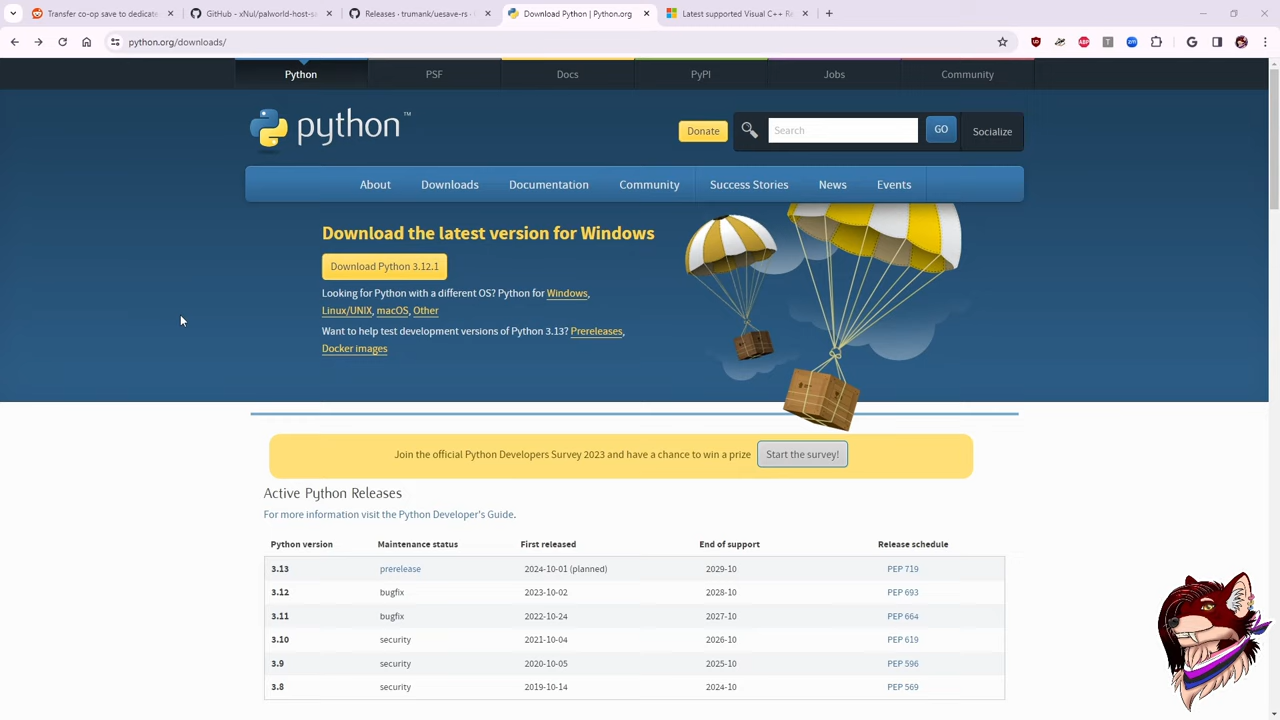 Transfer co-op save to dedicate
GitHub - xNul/palworld-host-s
Releases · trumank/uesave-rs
Download Python | Python.org
Latest supported Visual C++ Re
python.org/downloads/
Python
PSF
Docs
PyPI
Jobs
Community
python™
Donate
Search
GO
Socialize
About
Downloads
Documentation
Community
Success Stories
News
Events
Download the latest version for Windows
Download Python 3.12.1
Looking for Python with a different OS? Python for Windows,
Linux/UNIX, macOS, Other
Want to help test development versions of Python 3.13? Prereleases,
Docker images
Join the official Python Developers Survey 2023 and have a chance to win a prize
Start the survey!
Active Python Releases
For more information visit the Python Developer's Guide.
Python version Maintenance status First released End of support Release schedule
3.13 prerelease 2024-10-01 (planned) 2029-10 PEP 719
3.12 bugfix 2023-10-02 2028-10 PEP 693
3.11 bugfix 2022-10-24 2027-10 PEP 664
3.10 security 2021-10-04 2026-10 PEP 619
3.9 security 2020-10-05 2025-10 PEP 596
3.8 security 2019-10-14 2024-10 PEP 569